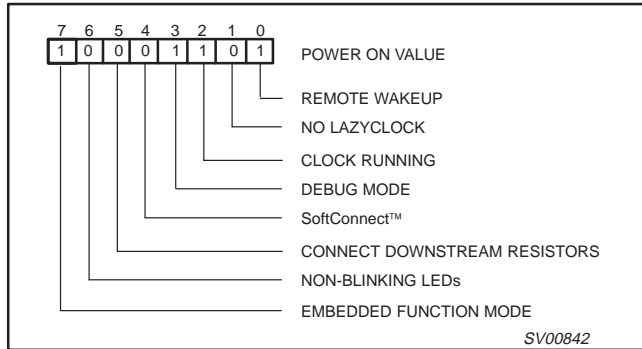 7 6 5 4 3 2 1 0
1 0 0 0 1 1 0 1 POWER ON VALUE
REMOTE WAKEUP
NO LAZYCLOCK
CLOCK RUNNING
DEBUG MODE
SoftConnect™
CONNECT DOWNSTREAM RESISTORS
NON-BLINKING LEDs
EMBEDDED FUNCTION MODE
SV00842